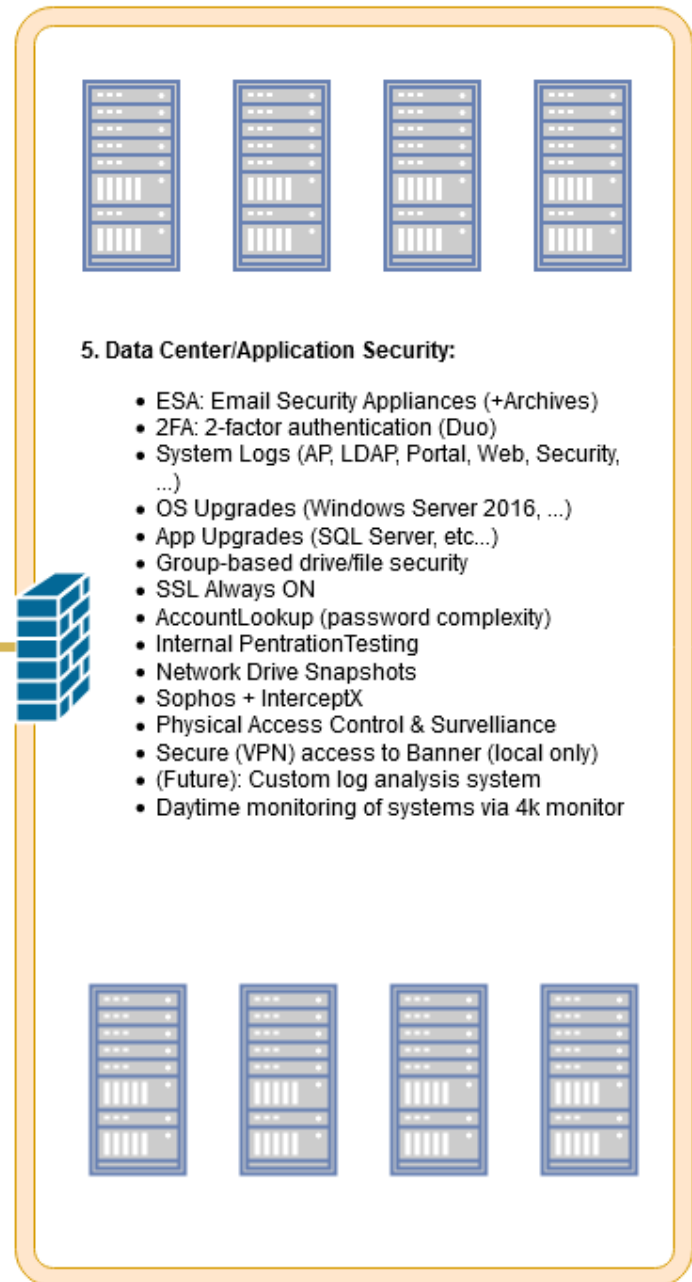 5. Data Center/Application Security:
• ESA: Email Security Appliances (+Archives)
• 2FA: 2-factor authentication (Duo)
• System Logs (AP, LDAP, Portal, Web, Security,
...)
• OS Upgrades (Windows Server 2016, ...)
• App Upgrades (SQL Server, etc...)
• Group-based drive/file security
• SSL Always ON
• AccountLookup (password complexity)
• Internal PentrationTesting
• Network Drive Snapshots
• Sophos + InterceptX
• Physical Access Control & Survelliance
• Secure (VPN) access to Banner (local only)
• (Future): Custom log analysis system
• Daytime monitoring of systems via 4k monitor